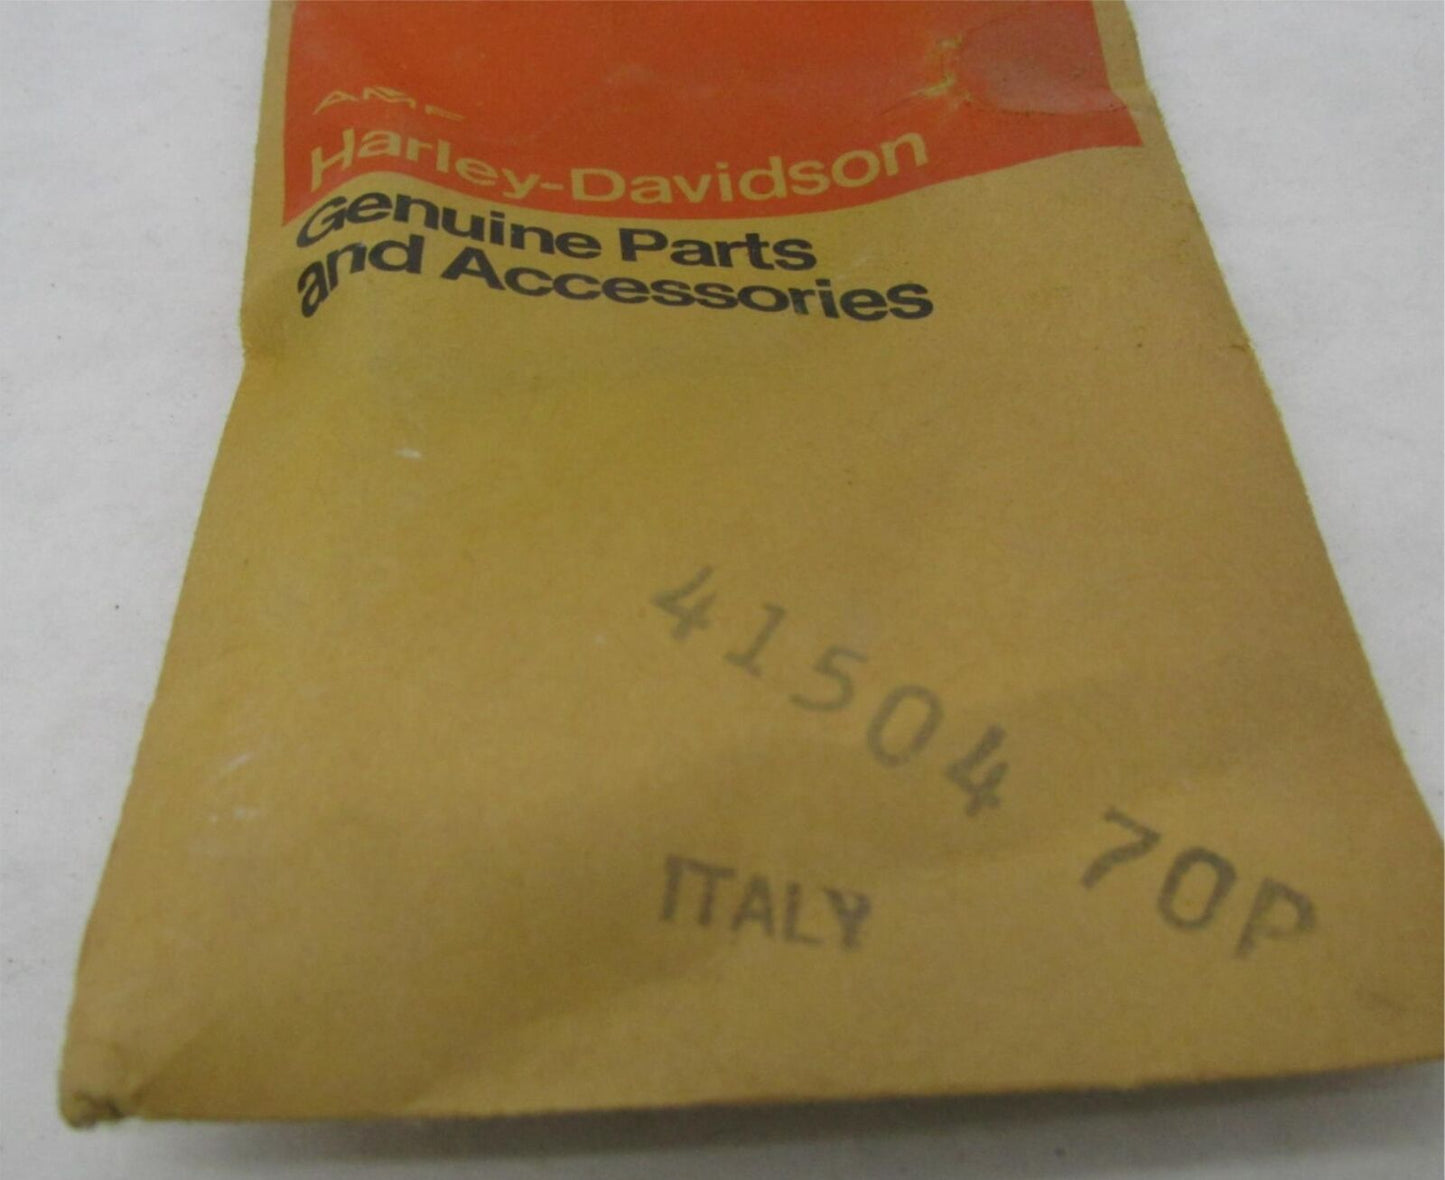 AMF
Harley-Davidson
Genuine Parts
and Accessories
41504 70P
ITALY